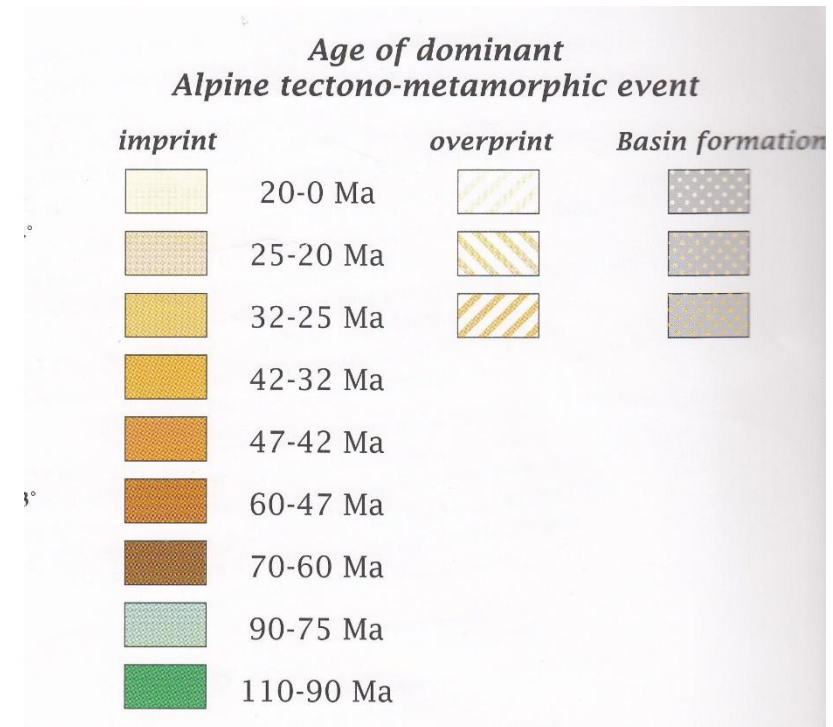 Age of dominant
Alpine tectono-metamorphic event
imprint overprint Basin formation
20-0 Ma
25-20 Ma
32-25 Ma
42-32 Ma
47-42 Ma
60-47 Ma
70-60 Ma
90-75 Ma
110-90 Ma